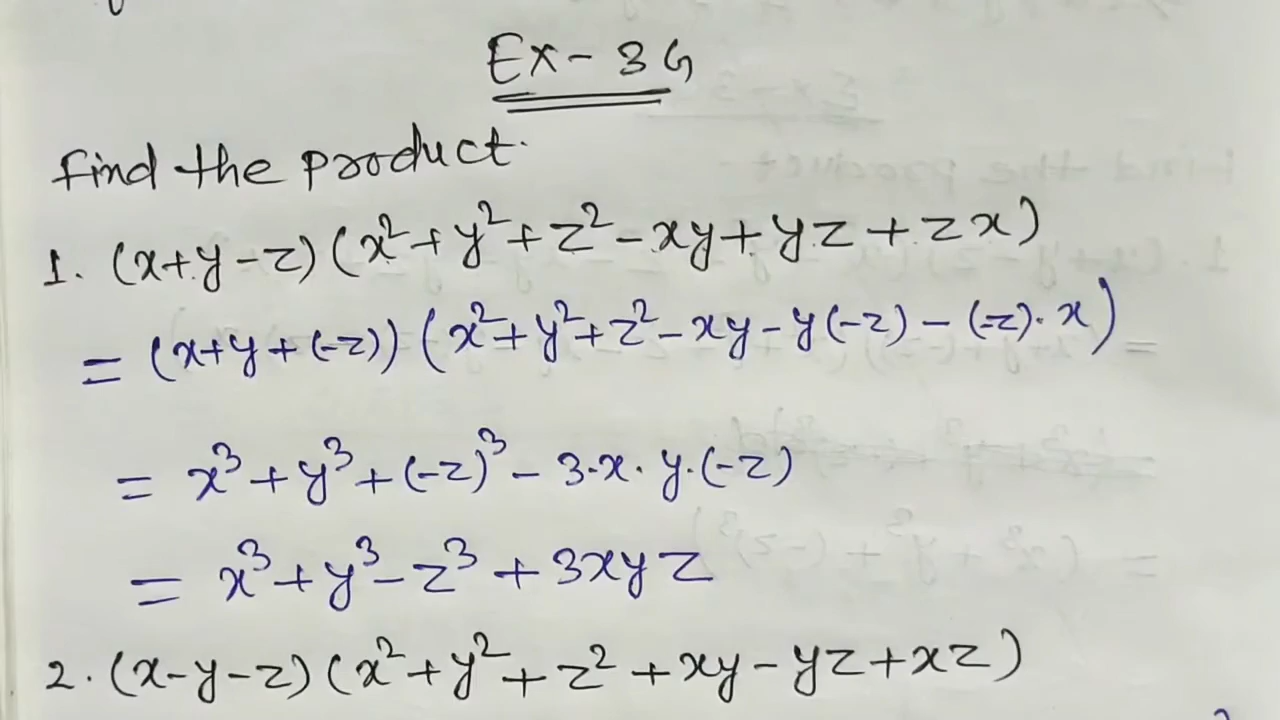 Ex - 3G
Find the product.
1. (x+y-z)(x²+y²+z²-xy+yz+zx)
= (x+y+(-z))(x²+y²+z²-xy-y(-z)-(-z)·x)
= x³+y³+(-z)³-3·x·y·(-z)
= x³+y³-z³+3xyz
2. (x-y-z)(x²+y²+z²+xy-yz+xz)